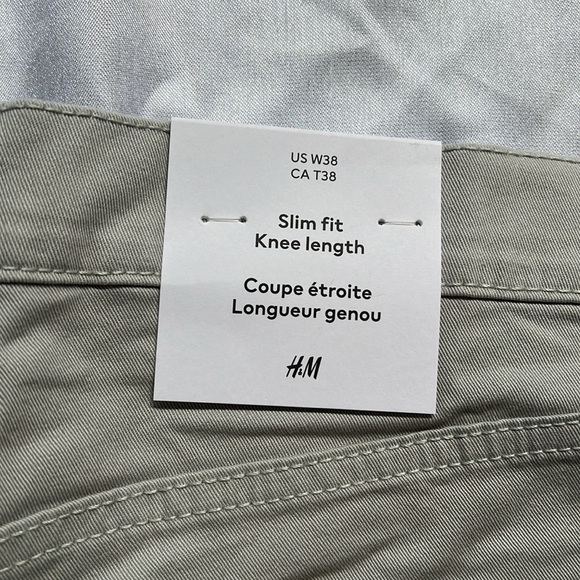 US W38
CA T38
Slim fit
Knee length
Coupe étroite
Longueur genou
H&M